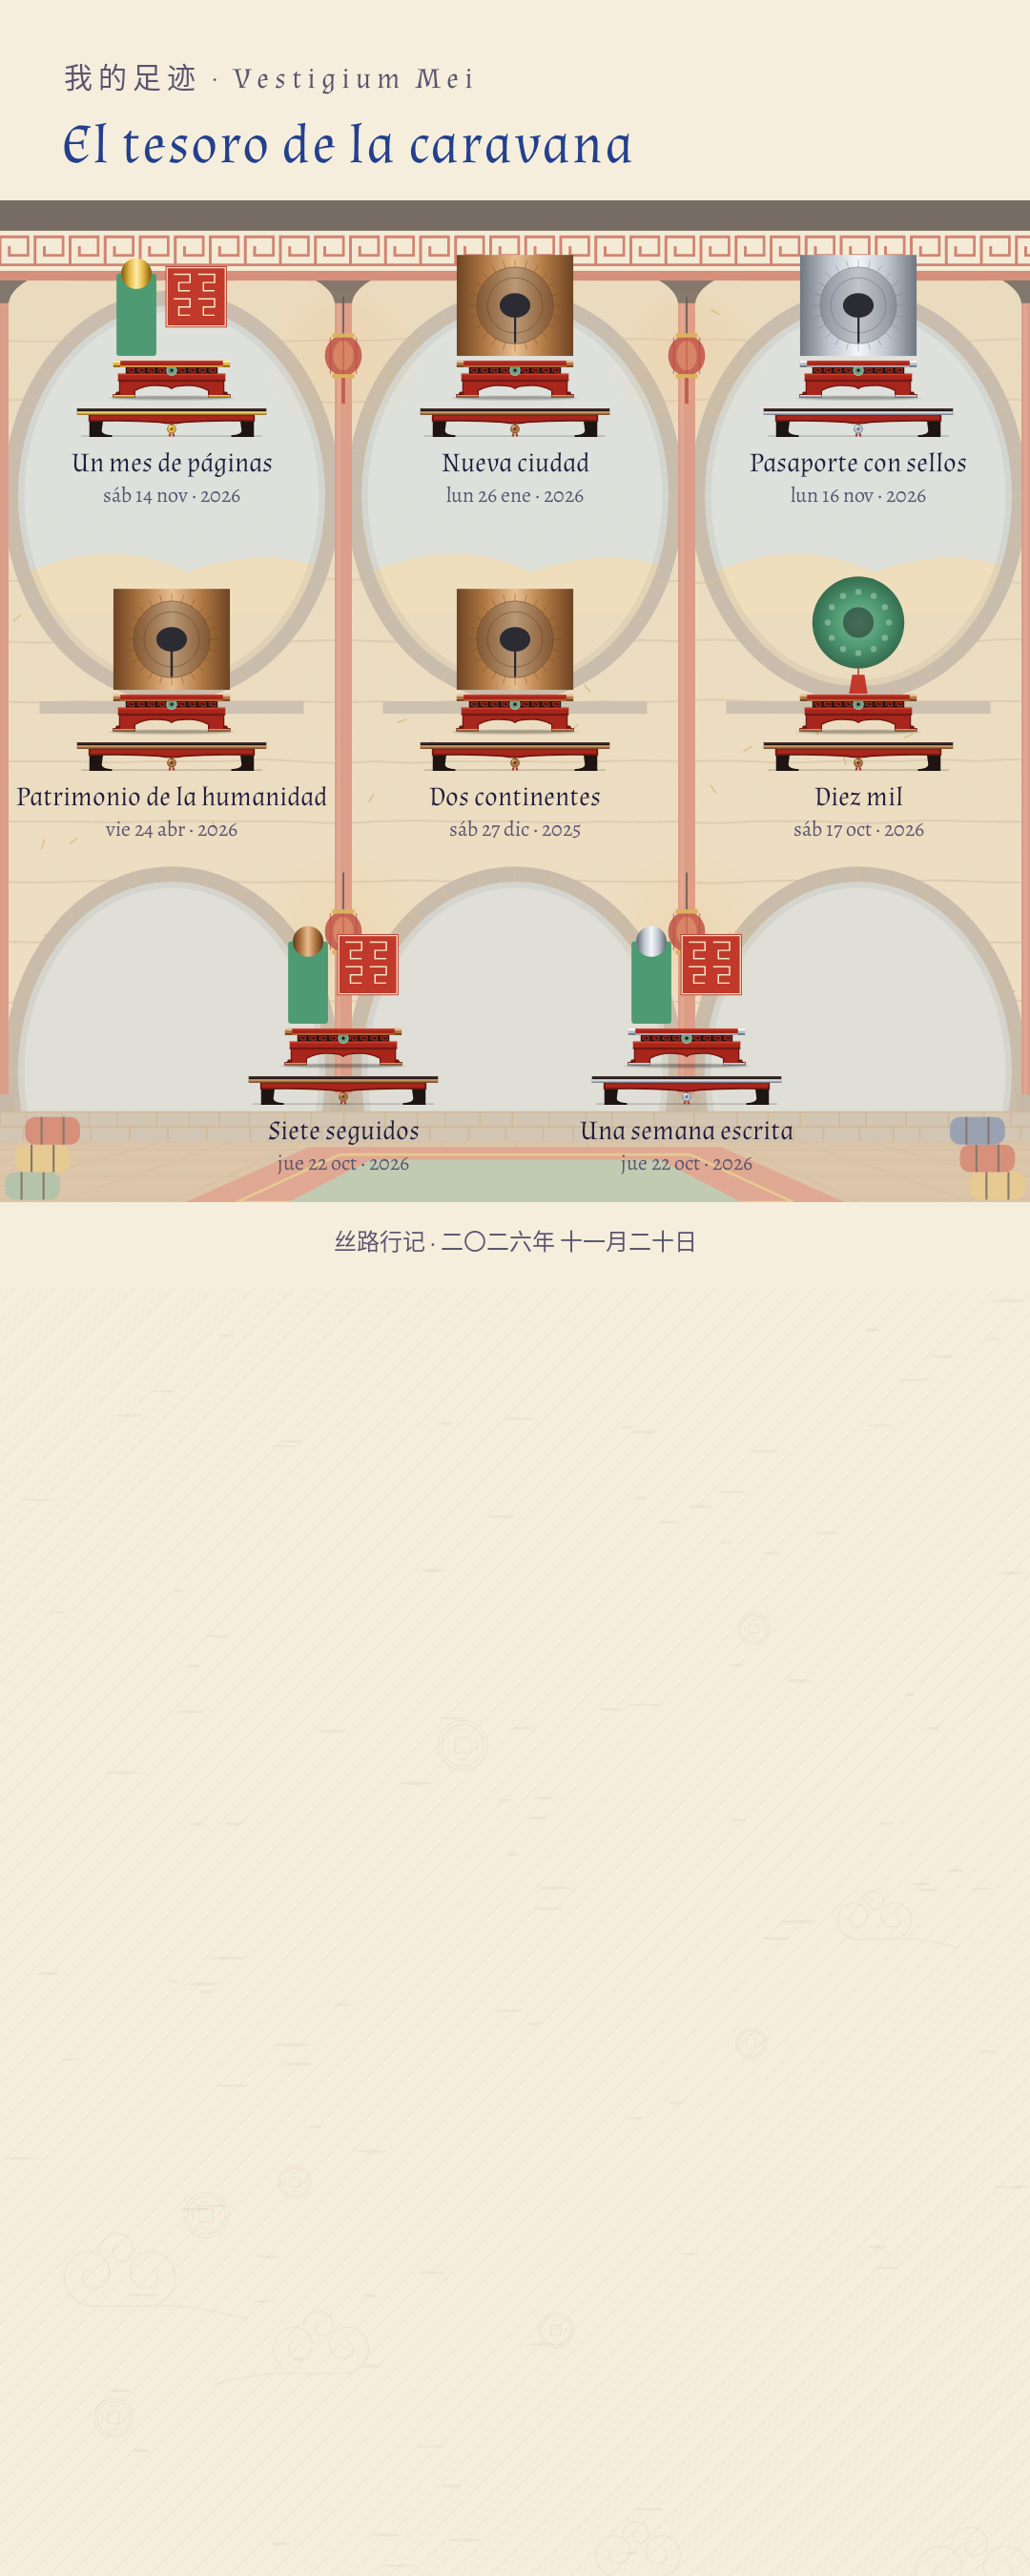 我的足迹 · Vestigium Mei
El tesoro de la caravana
Un mes de páginas
sáb 14 nov · 2026
Nueva ciudad
lun 26 ene · 2026
Pasaporte con sellos
lun 16 nov · 2026
Patrimonio de la humanidad
vie 24 abr · 2026
Dos continentes
sáb 27 dic · 2025
Diez mil
sáb 17 oct · 2026
Siete seguidos
jue 22 oct · 2026
Una semana escrita
jue 22 oct · 2026
丝路行记 · 二〇二六年 十一月二十日